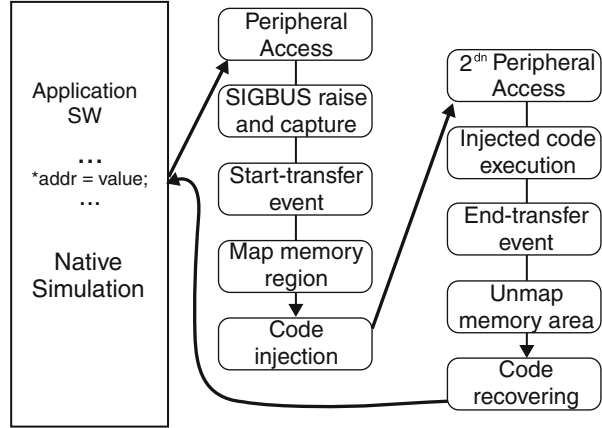 Application
SW
...
*addr = value;
...
Native
Simulation
Peripheral
Access
SIGBUS raise
and capture
Start-transfer
event
Map memory
region
Code
injection
2dn Peripheral
Access
Injected code
execution
End-transfer
event
Unmap
memory area
Code
recovering